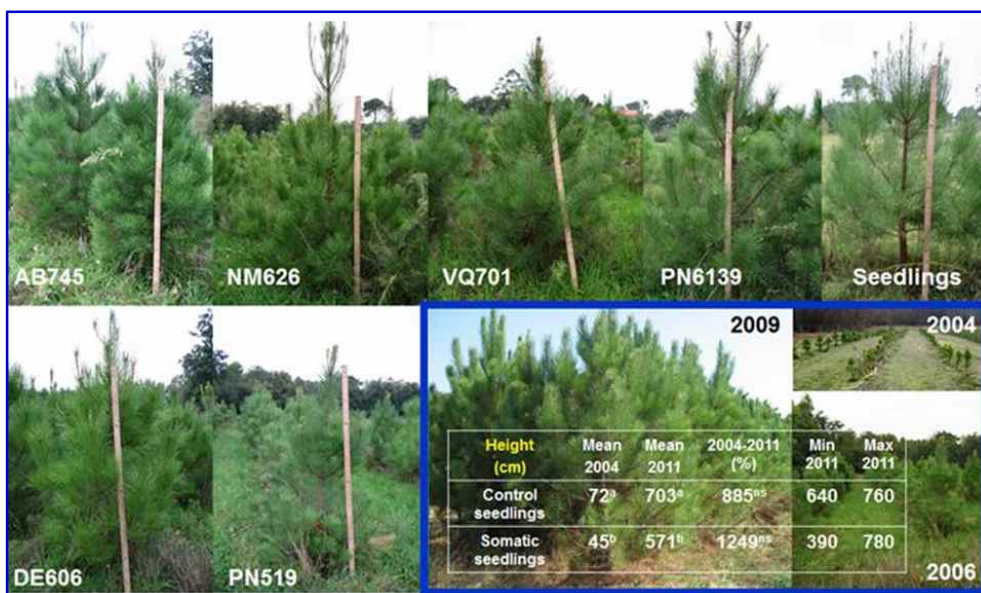 AB745
NM626
VQ701
PN6139
Seedlings
DE606
PN519
2009
2004
Height (cm) Mean 2004 Mean 2011 2004-2011 (%) Min 2011 Max 2011
Control seedlings 72ᵃ 703ᵃ 885ⁿˢ 640 760
Somatic seedlings 45ᵇ 571ᵇ 1249ⁿˢ 390 780
2006